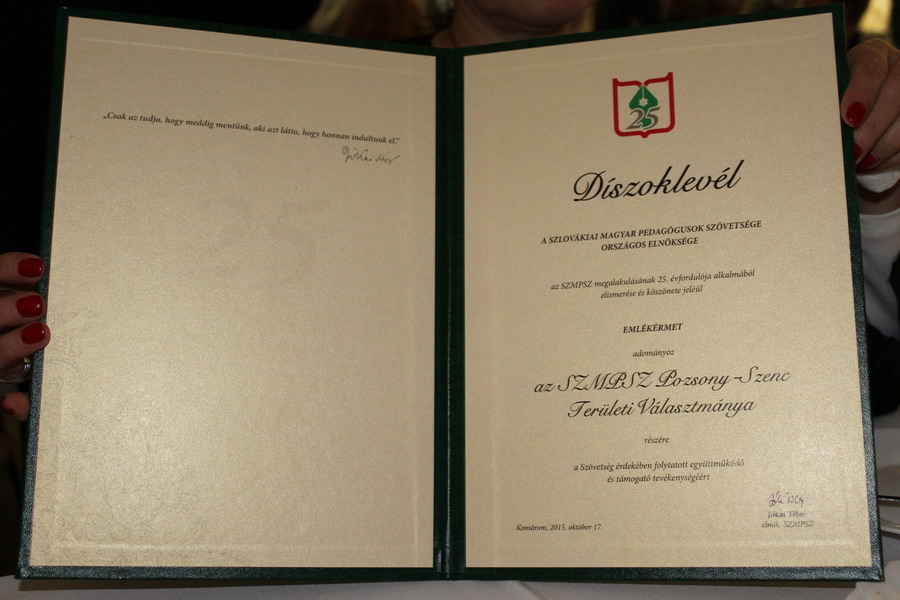 „Csak az tudja, hogy meddig mentünk, aki azt látta, hogy honnan indultunk el.”
25
Díszoklevél
A SZLOVÁKIAI MAGYAR PEDAGÓGUSOK SZÖVETSÉGE
ORSZÁGOS ELNÖKSÉGE
az SZMPSZ megalakulásának 25. évfordulója alkalmából
elismerése és köszönete jeléül
EMLÉKÉRMET
adományoz
az SZMPSZ Pozsony-Szenc
Területi Választmánya
részére
a Szövetség érdekében folytatott együttműködő
és támogató tevékenységéért
Jókai Tibor
elnök, SZMPSZ
Komárom, 2015. október 17.